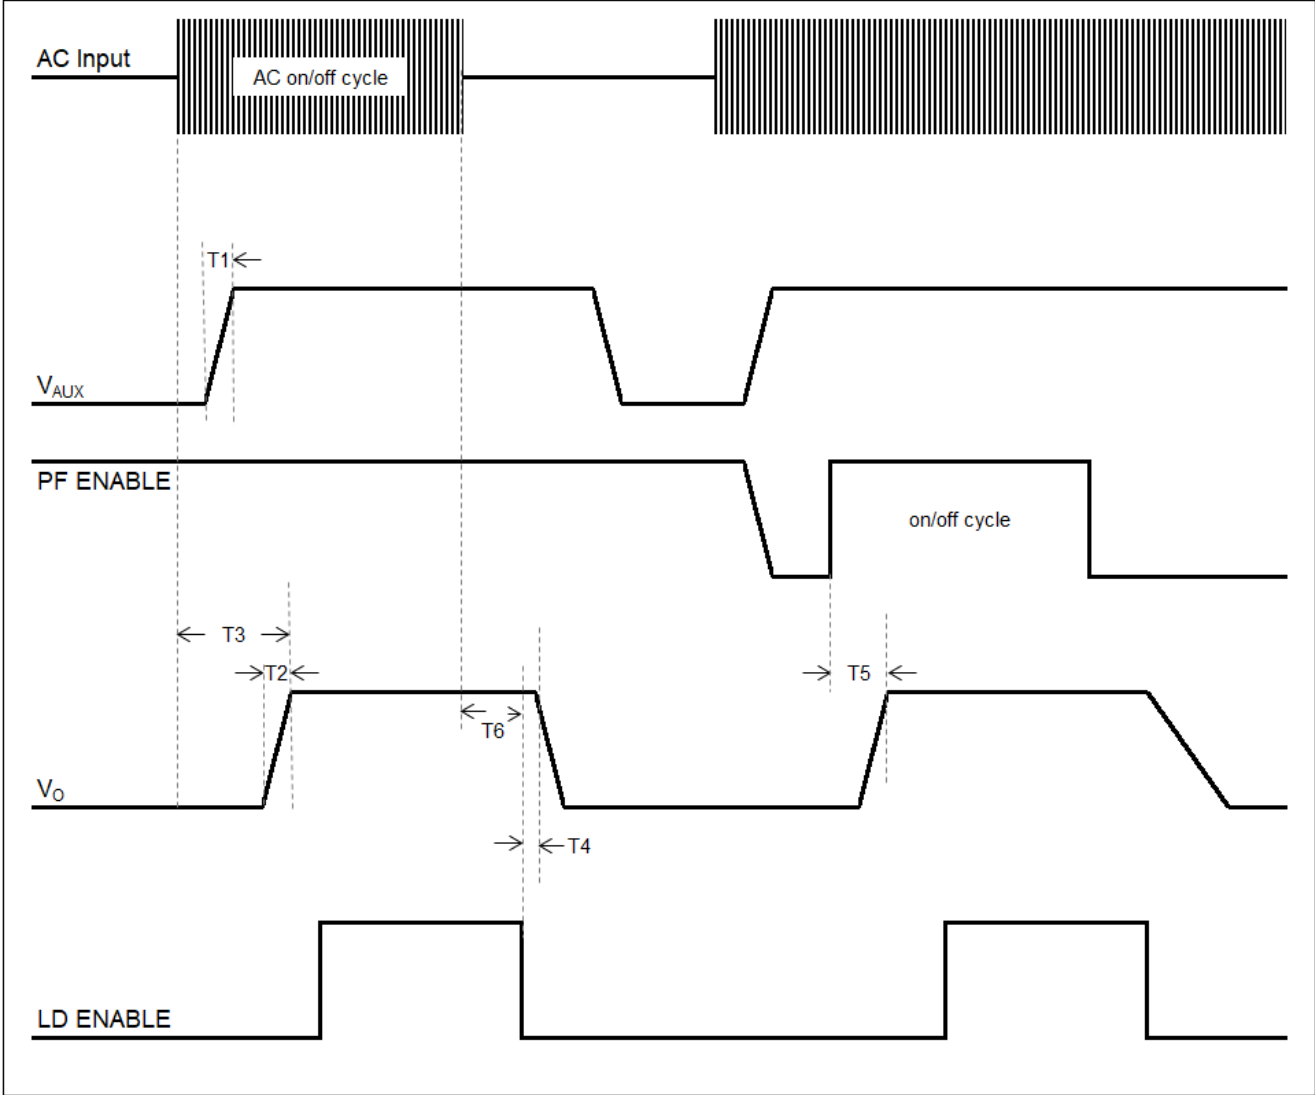 AC Input
AC on/off cycle
T1
VAUX
PF ENABLE
on/off cycle
T3
T2
T5
T6
VO
T4
LD ENABLE